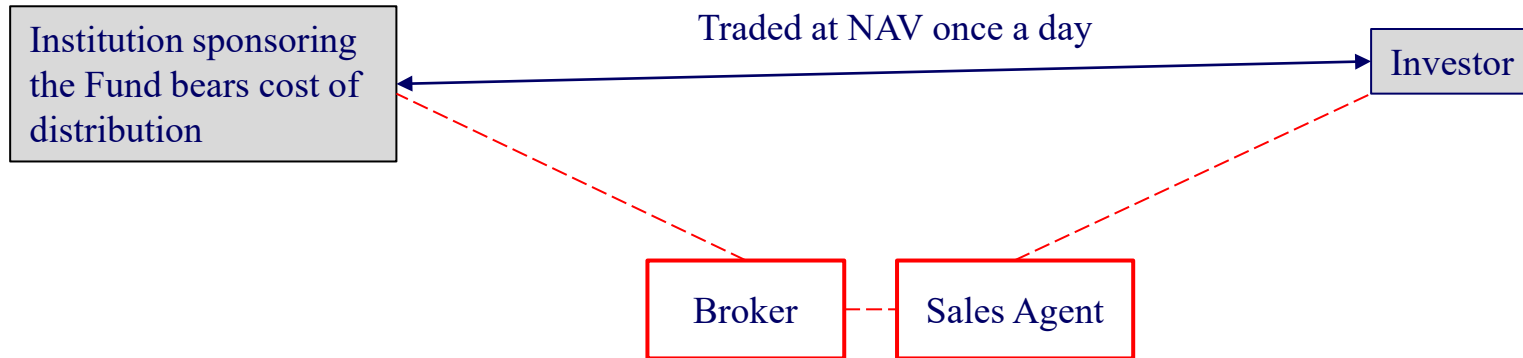 Institution sponsoring
the Fund bears cost of
distribution
Traded at NAV once a day
Investor
Broker
Sales Agent